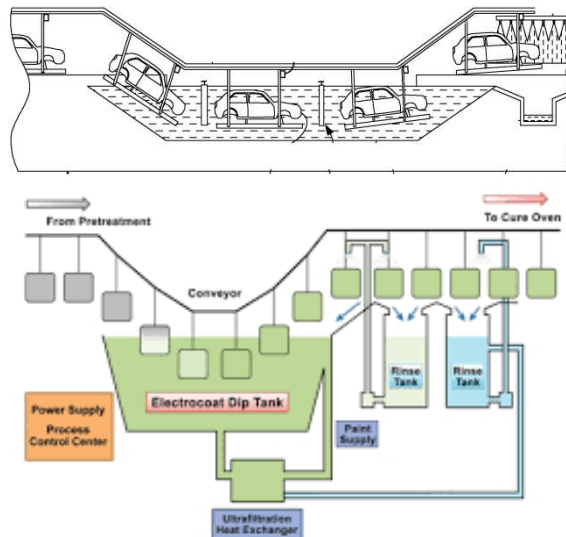 From Pretreatment
To Cure Oven
Conveyor
Electrocoat Dip Tank
Rinse
Tank
Rinse
Tank
Power Supply
Process
Control Center
Paint
Supply
Ultrafiltration
Heat Exchanger